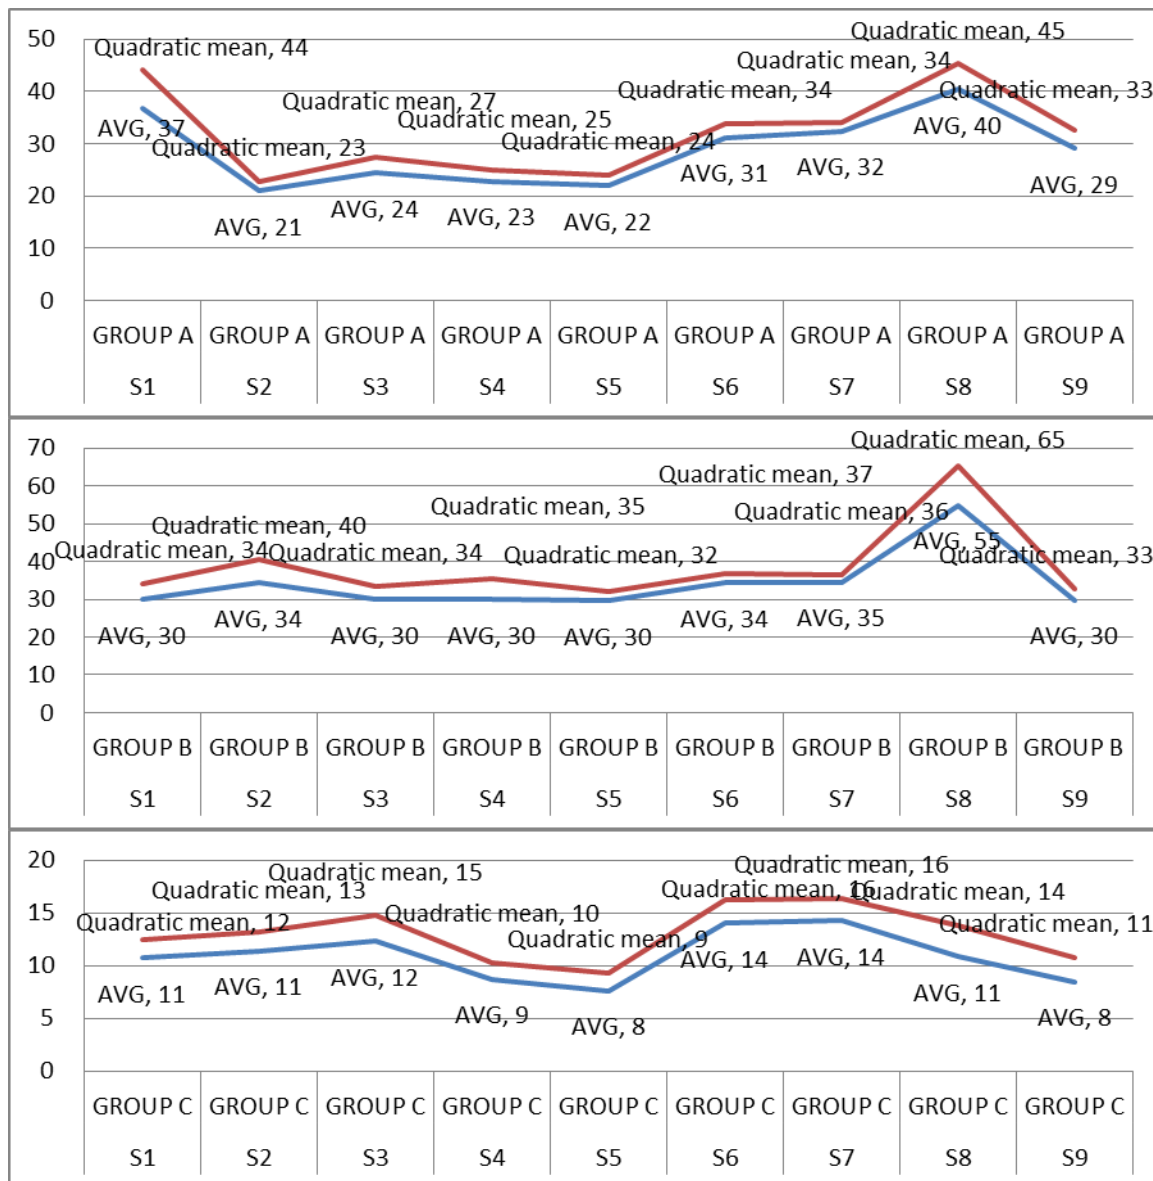 50
40
30
20
10
0
Quadratic mean, 44
Quadratic mean, 23
Quadratic mean, 27
Quadratic mean, 25
Quadratic mean, 24
Quadratic mean, 34
Quadratic mean, 34
Quadratic mean, 45
Quadratic mean, 33
AVG, 37
AVG, 21
AVG, 24
AVG, 23
AVG, 22
AVG, 31
AVG, 32
AVG, 40
AVG, 29
GROUP A GROUP A GROUP A GROUP A GROUP A GROUP A GROUP A GROUP A GROUP A
S1 S2 S3 S4 S5 S6 S7 S8 S9
70
60
50
40
30
20
10
0
Quadratic mean, 34
Quadratic mean, 40
Quadratic mean, 34
Quadratic mean, 35
Quadratic mean, 32
Quadratic mean, 37
Quadratic mean, 36
Quadratic mean, 65
Quadratic mean, 33
AVG, 30
AVG, 34
AVG, 30
AVG, 30
AVG, 30
AVG, 34
AVG, 35
AVG, 55
AVG, 30
GROUP B GROUP B GROUP B GROUP B GROUP B GROUP B GROUP B GROUP B GROUP B
S1 S2 S3 S4 S5 S6 S7 S8 S9
20
15
10
5
0
Quadratic mean, 12
Quadratic mean, 13
Quadratic mean, 15
Quadratic mean, 10
Quadratic mean, 9
Quadratic mean, 16
Quadratic mean, 16
Quadratic mean, 14
Quadratic mean, 11
AVG, 11
AVG, 11
AVG, 12
AVG, 9
AVG, 8
AVG, 14
AVG, 14
AVG, 11
AVG, 8
GROUP C GROUP C GROUP C GROUP C GROUP C GROUP C GROUP C GROUP C GROUP C
S1 S2 S3 S4 S5 S6 S7 S8 S9